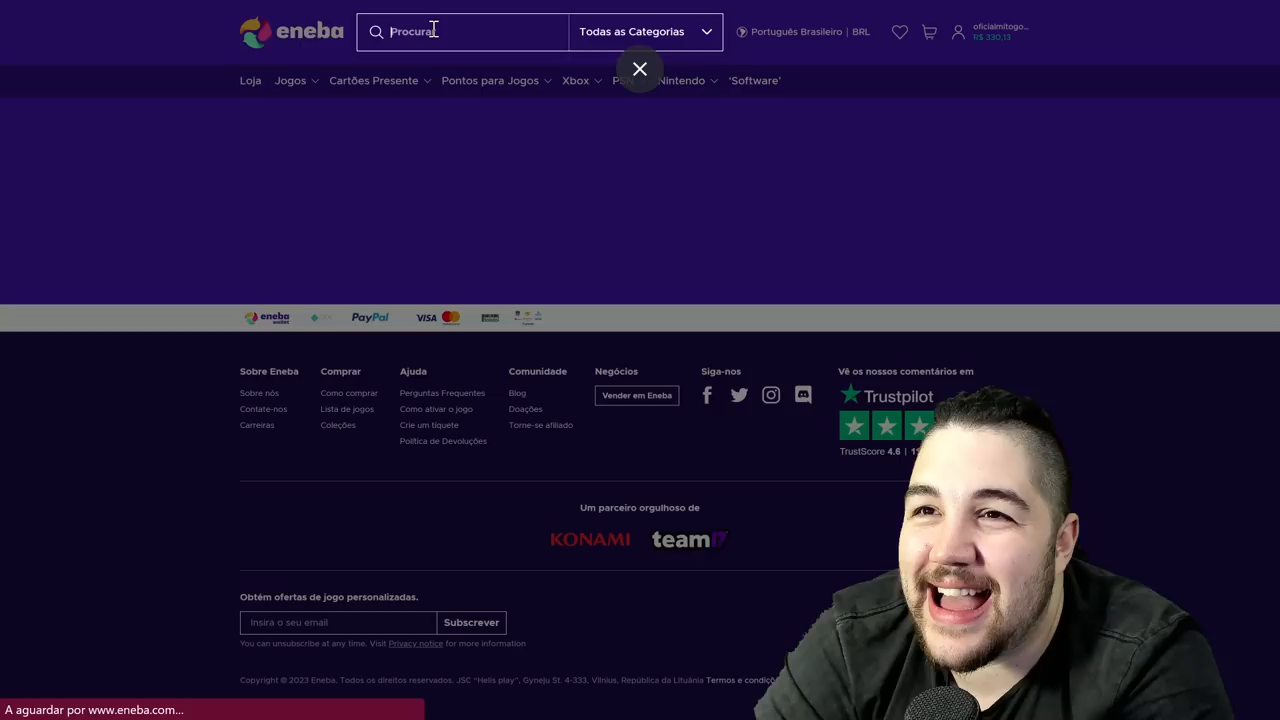 eneba
Procurar
Todas as Categorias
Português Brasileiro | BRL
oficialmitogo...
R$ 330,13
Loja
Jogos
Cartões Presente
Pontos para Jogos
Xbox
Nintendo
'Software'
eneba
wallet
PayPal
VISA
Sobre Eneba
Comprar
Ajuda
Comunidade
Negócios
Siga-nos
Vê os nossos comentários em
Sobre nós
Como comprar
Perguntas Frequentes
Blog
Vender em Eneba
Trustpilot
Contate-nos
Lista de jogos
Como ativar o jogo
Doações
Carreiras
Coleções
Crie um tíquete
Torne-se afiliado
Política de Devoluções
TrustScore 4.6 |
Um parceiro orgulhoso de
KONAMI
team17
Obtém ofertas de jogo personalizadas.
Insira o seu email
Subscrever
You can unsubscribe at any time. Visit Privacy notice for more information
Copyright © 2023 Eneba. Todos os direitos reservados. JSC "Helis play", Gyneju St. 4-333, Vilnius, República da Lituânia Termos e
A aguardar por www.eneba.com...